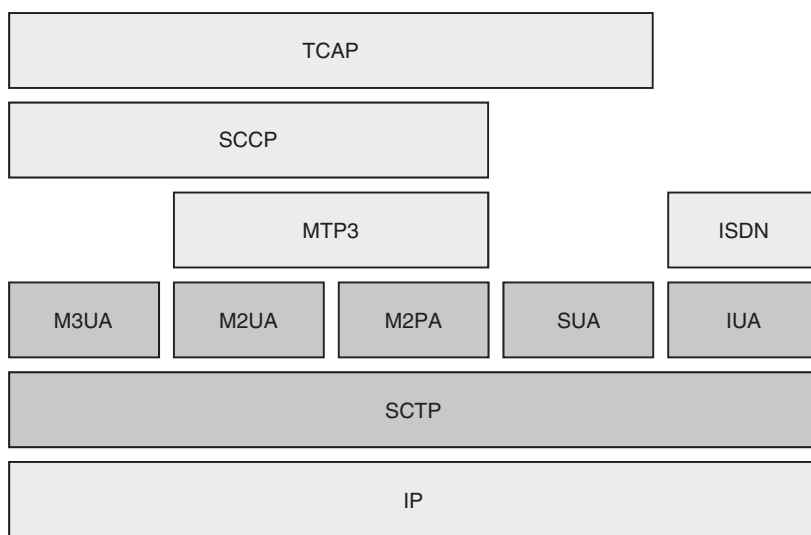 TCAP
SCCP
MTP3
ISDN
M3UA
M2UA
M2PA
SUA
IUA
SCTP
IP